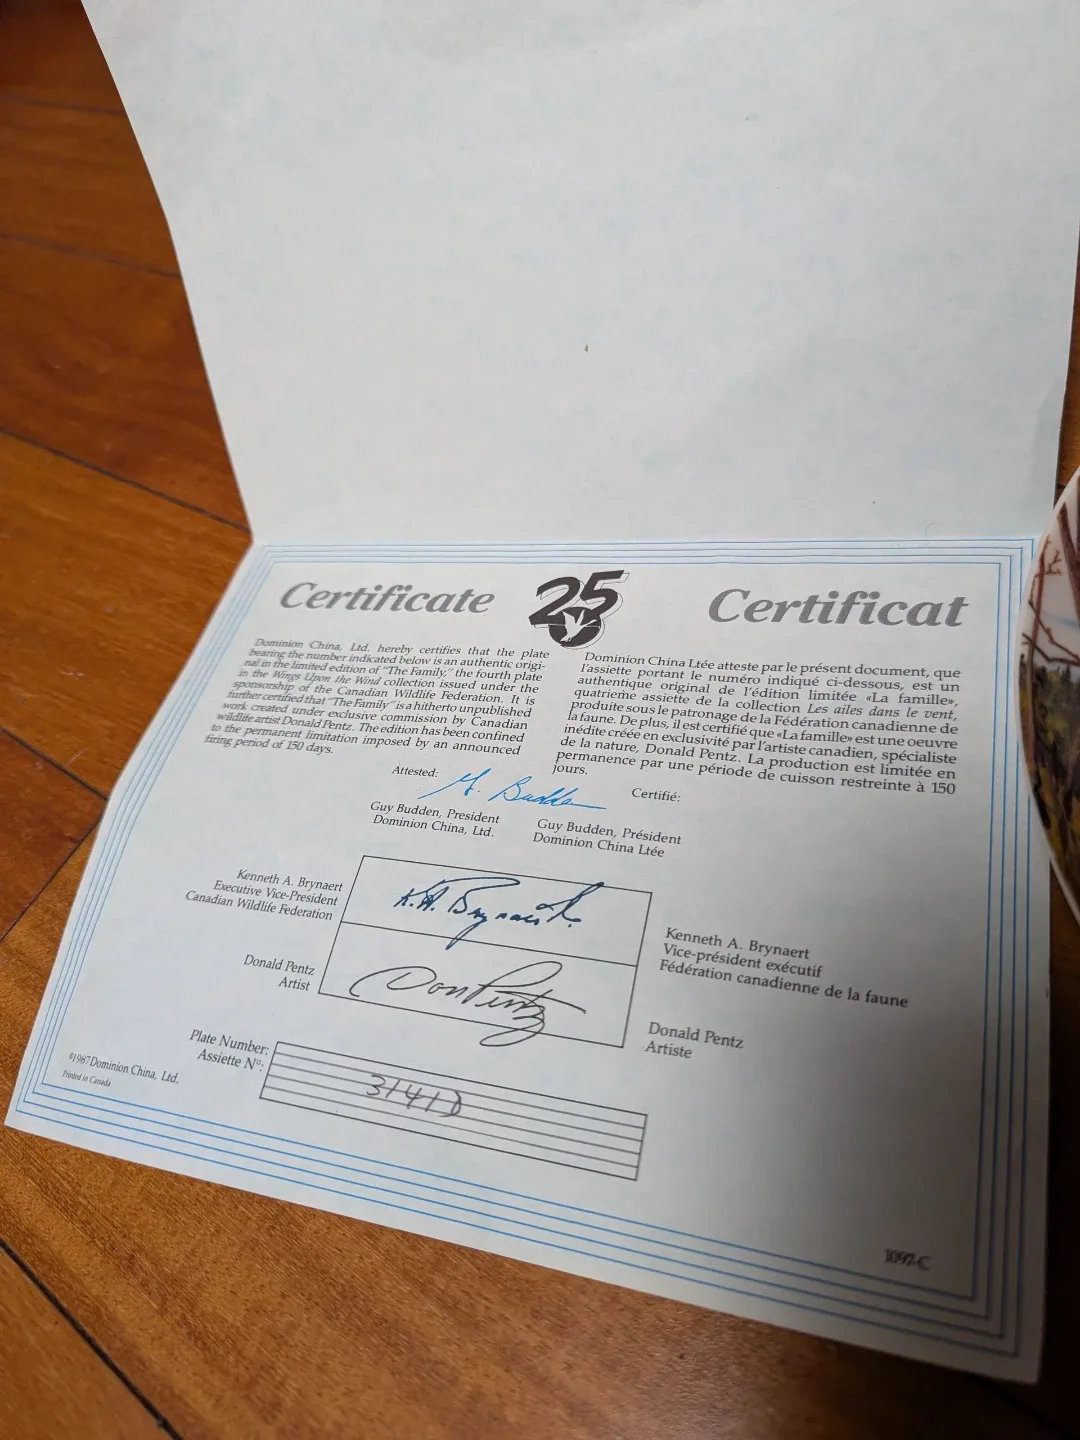 Certificate
25
Certificat
Dominion China, Ltd. hereby certifies that the plate
bearing the number indicated below is an authentic origi-
nal in the limited edition of "The Family," the fourth plate
in the Wings Upon the Wind collection issued under the
sponsorship of the Canadian Wildlife Federation. It is
further certified that "The Family" is a hitherto unpublished
work created under exclusive commission by Canadian
wildlife artist Donald Pentz. The edition has been confined
to the permanent limitation imposed by an announced
firing period of 150 days.
Dominion China Ltée atteste par le présent document, que
l'assiette portant le numéro indiqué ci-dessous, est un
authentique original de l'édition limitée «La famille»,
quatrième assiette de la collection Les ailes dans le vent,
produite sous le patronage de la Fédération canadienne de
la faune. De plus, il est certifié que «La famille» est une oeuvre
inédite créée en exclusivité par l'artiste canadien, spécialiste
de la nature, Donald Pentz. La production est limitée en
permanence par une période de cuisson restreinte à 150
jours.
Attested:
G. Budden
Certifié:
Guy Budden, President
Dominion China, Ltd.
Guy Budden, Président
Dominion China Ltée
Kenneth A. Brynaert
Executive Vice-President
Canadian Wildlife Federation
K.A. Brynaert
Kenneth A. Brynaert
Vice-président exécutif
Fédération canadienne de la faune
Donald Pentz
Artist
Don Pentz
Donald Pentz
Artiste
Plate Number:
Assiette Nº:
3141D
©1987 Dominion China, Ltd.
Printed in Canada
1097-C